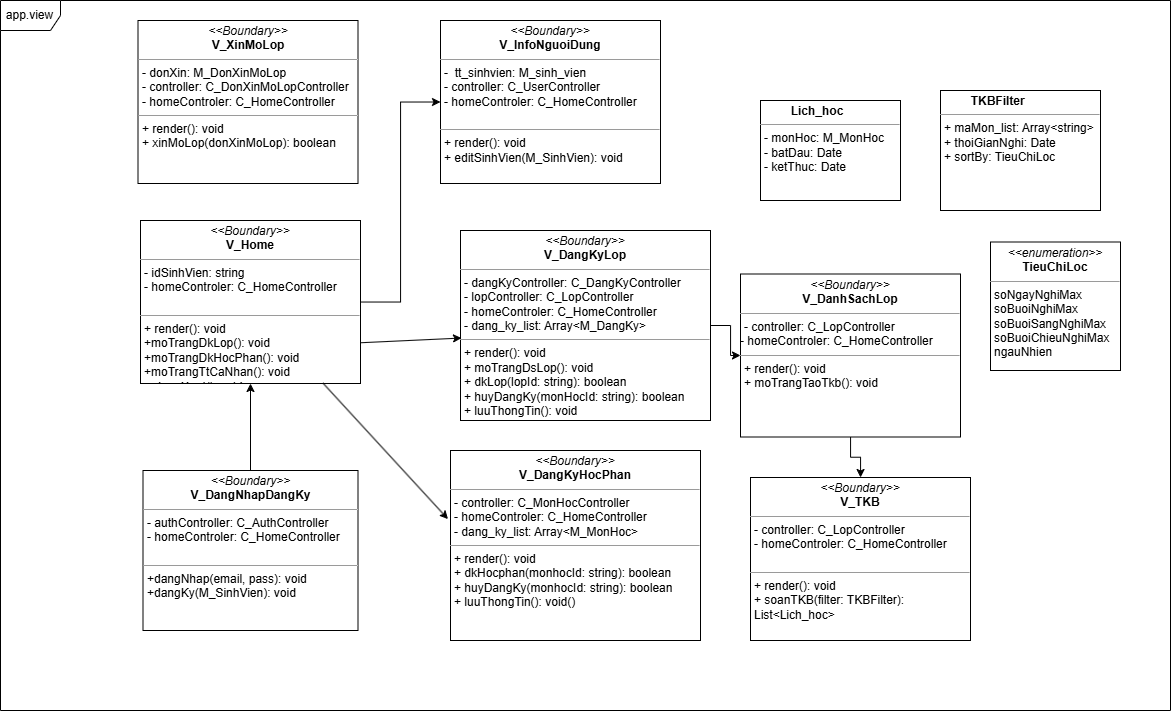 app.view
<<Boundary>>
V_XinMoLop
- donXin: M_DonXinMoLop
- controller: C_DonXinMoLopController
- homeControler: C_HomeController
+ render(): void
+ xinMoLop(donXinMoLop): boolean
<<Boundary>>
V_InfoNguoiDung
- tt_sinhvien: M_sinh_vien
- controller: C_UserController
- homeControler: C_HomeController
+ render(): void
+ editSinhVien(M_SinhVien): void
Lich_hoc
- monHoc: M_MonHoc
- batDau: Date
- ketThuc: Date
TKBFilter
+ maMon_list: Array<string>
+ thoiGianNghi: Date
+ sortBy: TieuChiLoc
<<Boundary>>
V_Home
- idSinhVien: string
- homeControler: C_HomeController
+ render(): void
+moTrangDkLop(): void
+moTrangDkHocPhan(): void
+moTrangTtCaNhan(): void
<<Boundary>>
V_DangKyLop
- dangKyController: C_DangKyController
- lopController: C_LopController
- homeControler: C_HomeController
- dang_ky_list: Array<M_DangKy>
+ render(): void
+ moTrangDsLop(): void
+ dkLop(lopId: string): boolean
+ huyDangKy(monHocId: string): boolean
+ luuThongTin(): void
<<Boundary>>
V_DanhSachLop
- controller: C_LopController
- homeControler: C_HomeController
+ render(): void
+ moTrangTaoTkb(): void
<<enumeration>>
TieuChiLoc
soNgayNghiMax
soBuoiNghiMax
soBuoiSangNghiMax
soBuoiChieuNghiMax
ngauNhien
<<Boundary>>
V_DangNhapDangKy
- authController: C_AuthController
- homeControler: C_HomeController
+dangNhap(email, pass): void
+dangKy(M_SinhVien): void
<<Boundary>>
V_DangKyHocPhan
- controller: C_MonHocController
- homeControler: C_HomeController
- dang_ky_list: Array<M_MonHoc>
+ render(): void
+ dkHocphan(monhocId: string): boolean
+ huyDangKy(monhocId: string): boolean
+ luuThongTin(): void()
<<Boundary>>
V_TKB
- controller: C_LopController
- homeControler: C_HomeController
+ render(): void
+ soanTKB(filter: TKBFilter):
List<Lich_hoc>